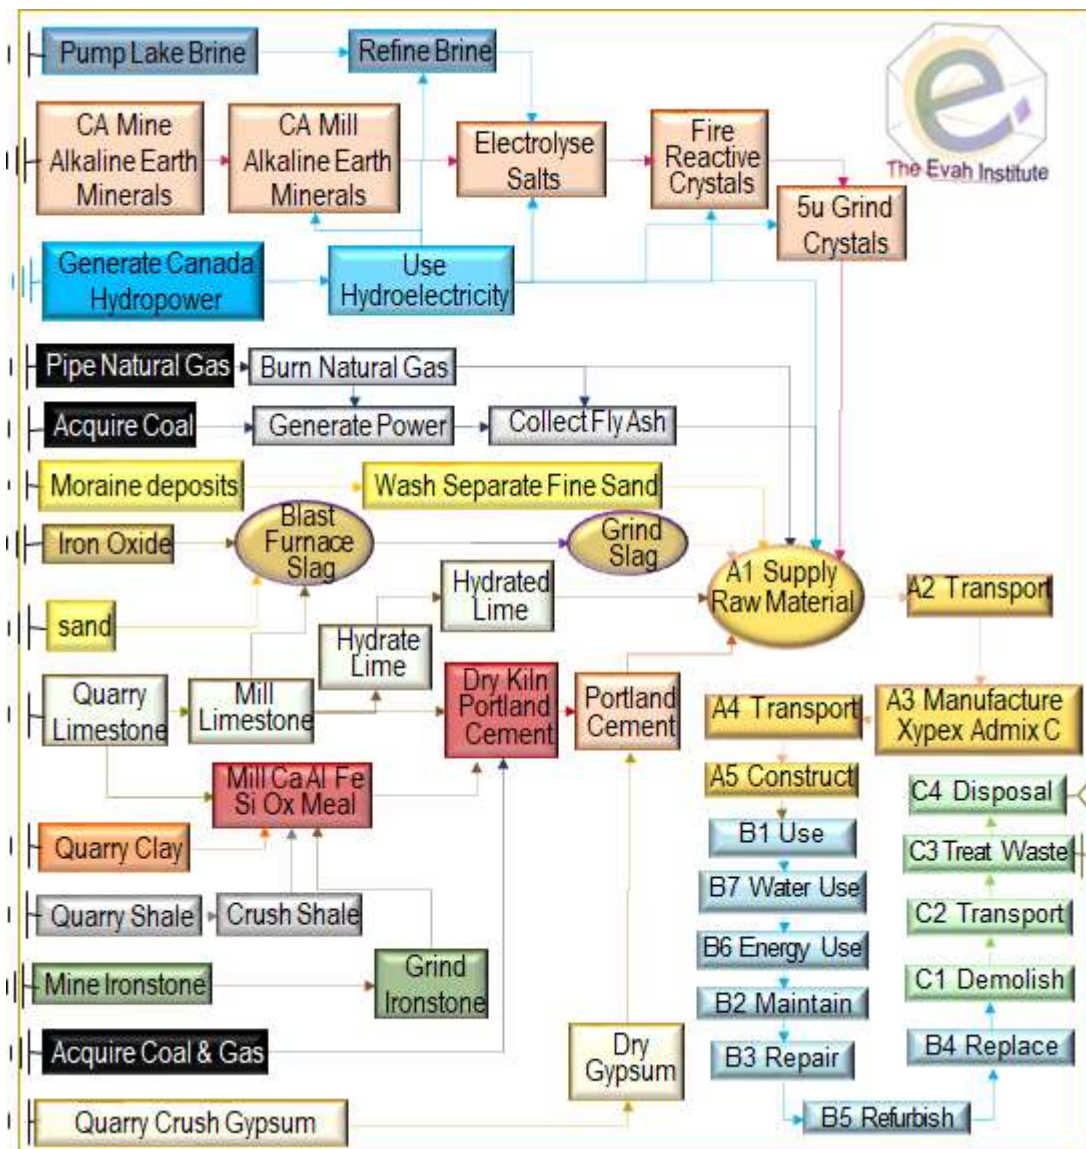 Pump Lake Brine
Refine Brine
CA Mine
Alkaline Earth
Minerals
CA Mill
Alkaline Earth
Minerals
Electrolyse
Salts
Fire
Reactive
Crystals
The Evah Institute
5u Grind
Crystals
Generate Canada
Hydropower
Use
Hydroelectricity
Pipe Natural Gas
Burn Natural Gas
Acquire Coal
Generate Power
Collect Fly Ash
Moraine deposits
Wash Separate Fine Sand
Iron Oxide
Blast
Furnace
Slag
Grind
Slag
A1 Supply
Raw Material
A2 Transport
Hydrated
Lime
sand
Hydrate
Lime
Quarry
Limestone
Mill
Limestone
Dry Kiln
Portland
Cement
Portland
Cement
A4 Transport
A3 Manufacture
Xypex Admix C
Mill Ca Al Fe
Si Ox Meal
A5 Construct
C4 Disposal
Quarry Clay
B1 Use
C3 Treat Waste
B7 Water Use
Quarry Shale
Crush Shale
C2 Transport
B6 Energy Use
Mine Ironstone
Grind
Ironstone
C1 Demolish
B2 Maintain
Acquire Coal & Gas
Dry
Gypsum
B3 Repair
B4 Replace
Quarry Crush Gypsum
B5 Refurbish